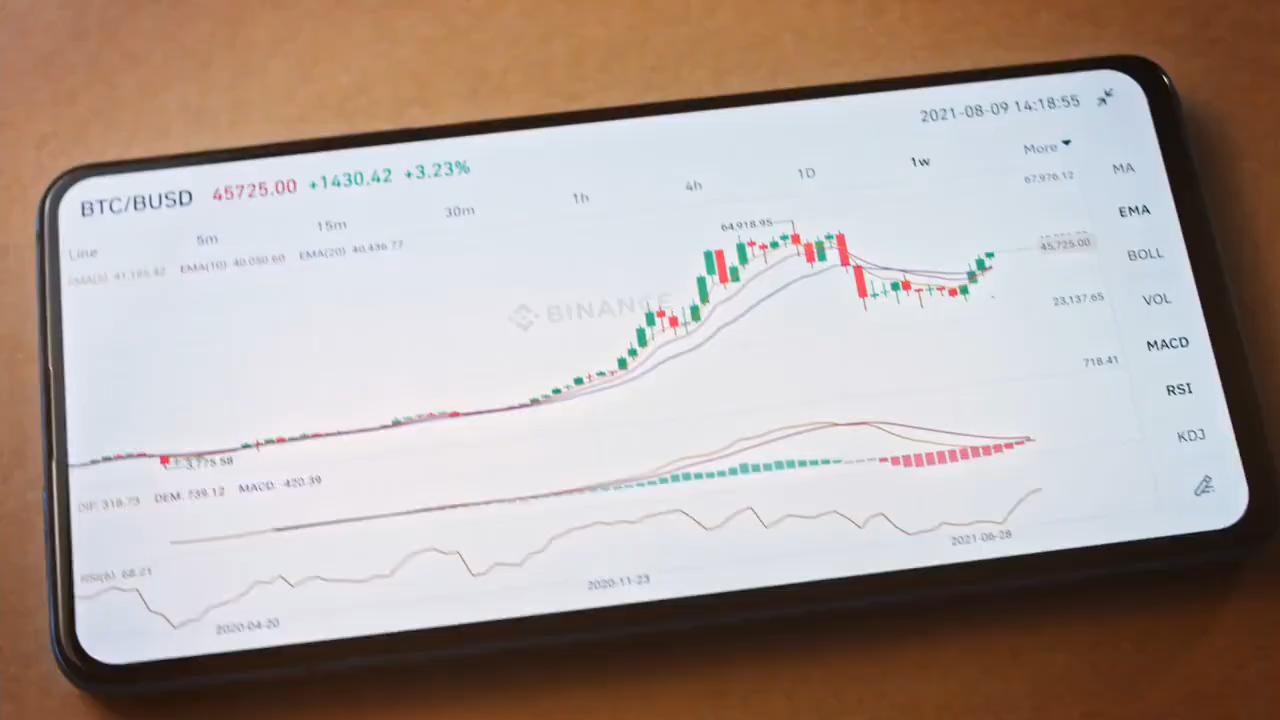 2021-08-09 14:18:55
BTC/BUSD 45725.00 +1430.42 +3.23%
Line 5m 15m 30m 1h 4h 1D 1w More
EMA(10) 40,050.60 EMA(20) 40,436.77
67,976.12
64,918.95
45,725.00
23,137.65
718.41
BINANCE
3,775.58
MA
EMA
BOLL
VOL
MACD
RSI
KDJ
DIF: 318.73 DEM: 739.12 MACD: -420.39
RSI(6): 68.21
2020-04-20 2020-11-23 2021-06-28